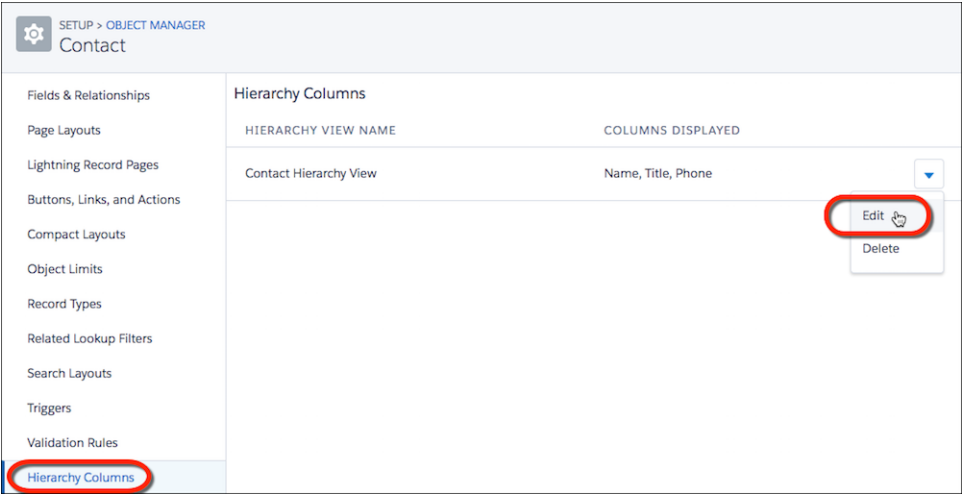 SETUP > OBJECT MANAGER
Contact
Fields & Relationships
Page Layouts
Lightning Record Pages
Buttons, Links, and Actions
Compact Layouts
Object Limits
Record Types
Related Lookup Filters
Search Layouts
Triggers
Validation Rules
Hierarchy Columns
Hierarchy Columns
HIERARCHY VIEW NAME COLUMNS DISPLAYED
Contact Hierarchy View Name, Title, Phone
Edit
Delete